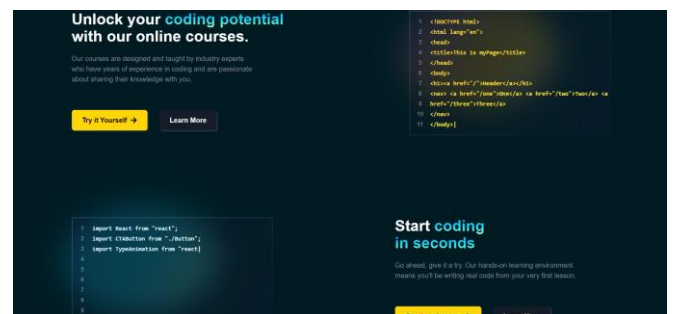 Unlock your coding potential
with our online courses.
Our courses are designed and taught by industry experts
who have years of experience in coding and are passionate
about sharing their knowledge with you.
Try it Yourself →
Learn More
1 <!DOCTYPE html>
2 <html lang="en">
3 <head>
4 <title>This is myPage</title>
5 </head>
6 <body>
7 <h1><a href="/">Header</a></h1>
8 <nav> <a href="/one">One</a> <a href="/two">Two</a> <a
9 href="/three">Three</a>
10 </nav>
11 </body>|
1 import React from "react";
2 import CTAButton from "./Button";
3 import TypeAnimation from "react|
4
5
6
7
8
9
Start coding
in seconds
Go ahead, give it a try. Our hands-on learning environment
means you'll be writing real code from your very first lesson.